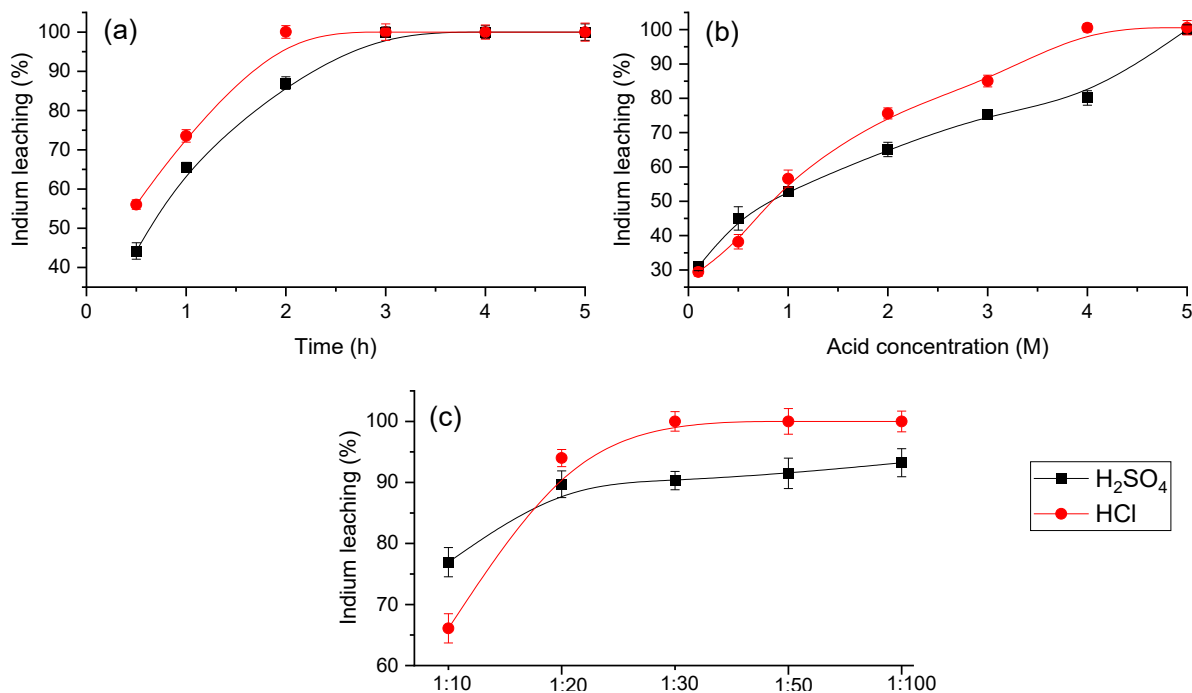 (a)
Indium leaching (%)
100
90
80
70
60
50
40
0 1 2 3 4 5
Time (h)
(b)
Indium leaching (%)
100
90
80
70
60
50
40
30
0 1 2 3 4 5
Acid concentration (M)
(c)
Indium leaching (%)
100
90
80
70
60
1:10 1:20 1:30 1:50 1:100
H₂SO₄
HCl